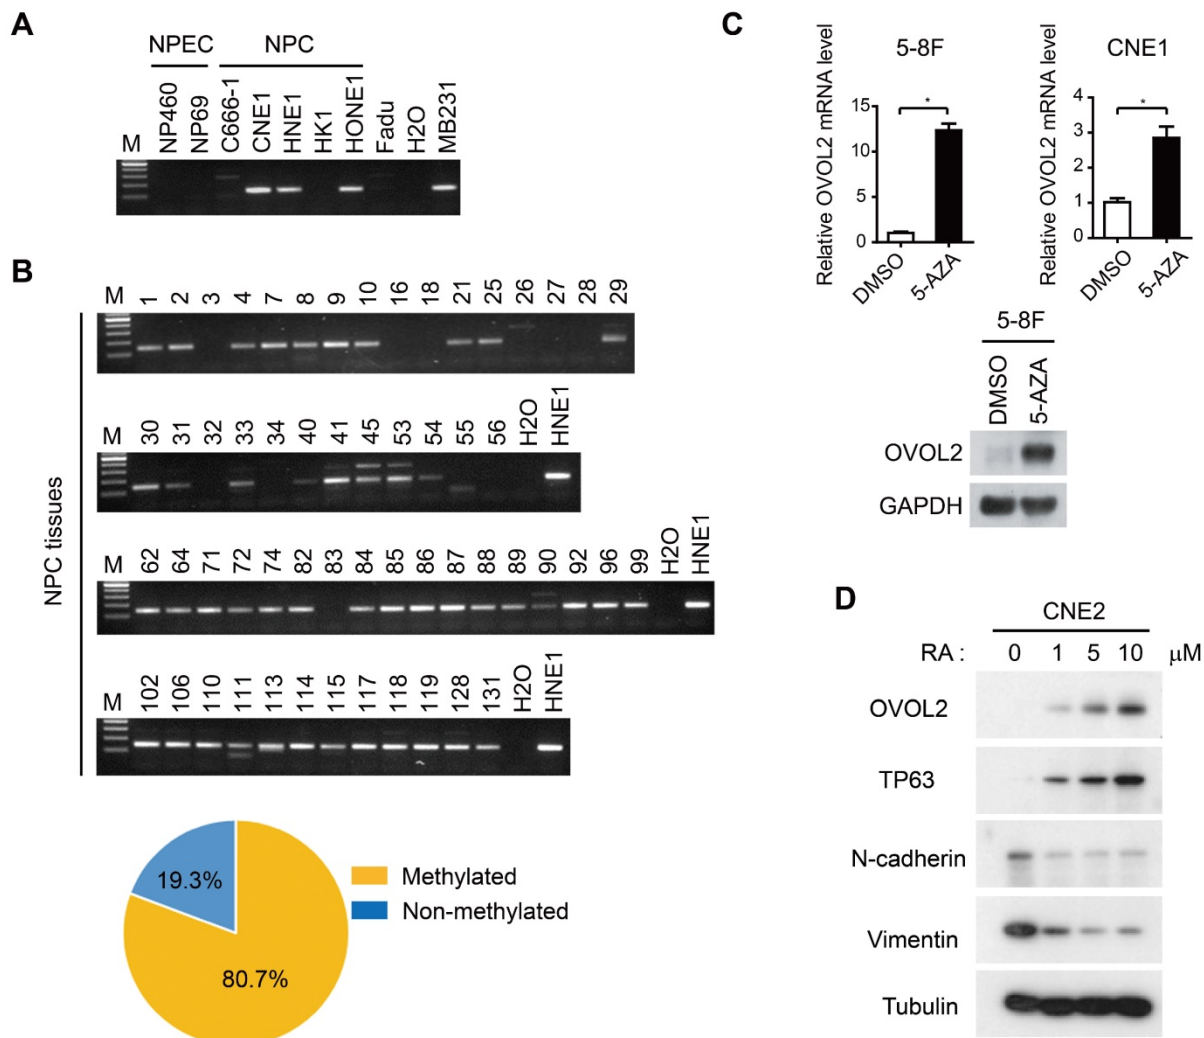 A
NPEC NPC
M NP460 NP69 C666-1 CNE1 HNE1 HK1 HONE1 Fadu H2O MB231
B
NPC tissues
M 1 2 3 4 7 8 9 10 16 18 21 25 26 27 28 29
M 30 31 32 33 34 40 41 45 53 54 55 56 H2O HNE1
M 62 64 71 72 74 82 83 84 85 86 87 88 89 90 92 96 99 H2O HNE1
M 102 106 110 111 113 114 115 117 118 119 128 131 H2O HNE1
19.3%
80.7%
Methylated
Non-methylated
C
5-8F
Relative OVOL2 mRNA level
15
10
5
0
*
DMSO 5-AZA
CNE1
Relative OVOL2 mRNA level
4
3
2
1
0
*
DMSO 5-AZA
5-8F
DMSO 5-AZA
OVOL2
GAPDH
D
CNE2
RA : 0 1 5 10 μM
OVOL2
TP63
N-cadherin
Vimentin
Tubulin